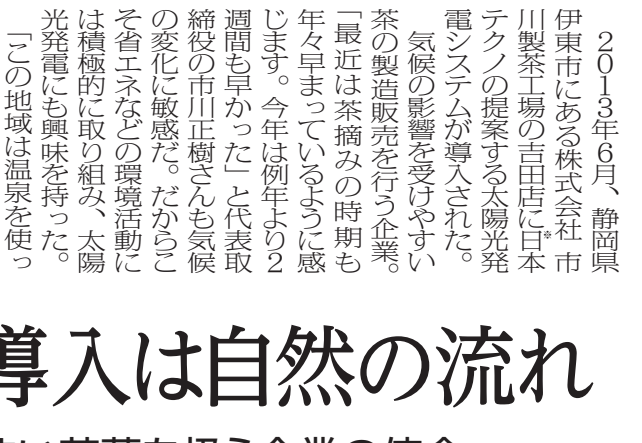 ２０１３年６月、静岡県
伊東市にある株式会社 市
川製茶工場の吉田店に日本※
テクノの提案する太陽光発
電システムが導入された。
気候の影響を受けやすい
茶の製造販売を行う企業。
「最近は茶摘みの時期も
年々早まっているように感
じます。今年は例年より２
週間も早かった」と代表取
締役の市川正樹さんも気候
の変化に敏感だ。だからこ
そ省エネなどの環境活動に
は積極的に取り組み、太陽
光発電にも興味を持った。
「この地域は温泉を使っ
導入は自然の流れ